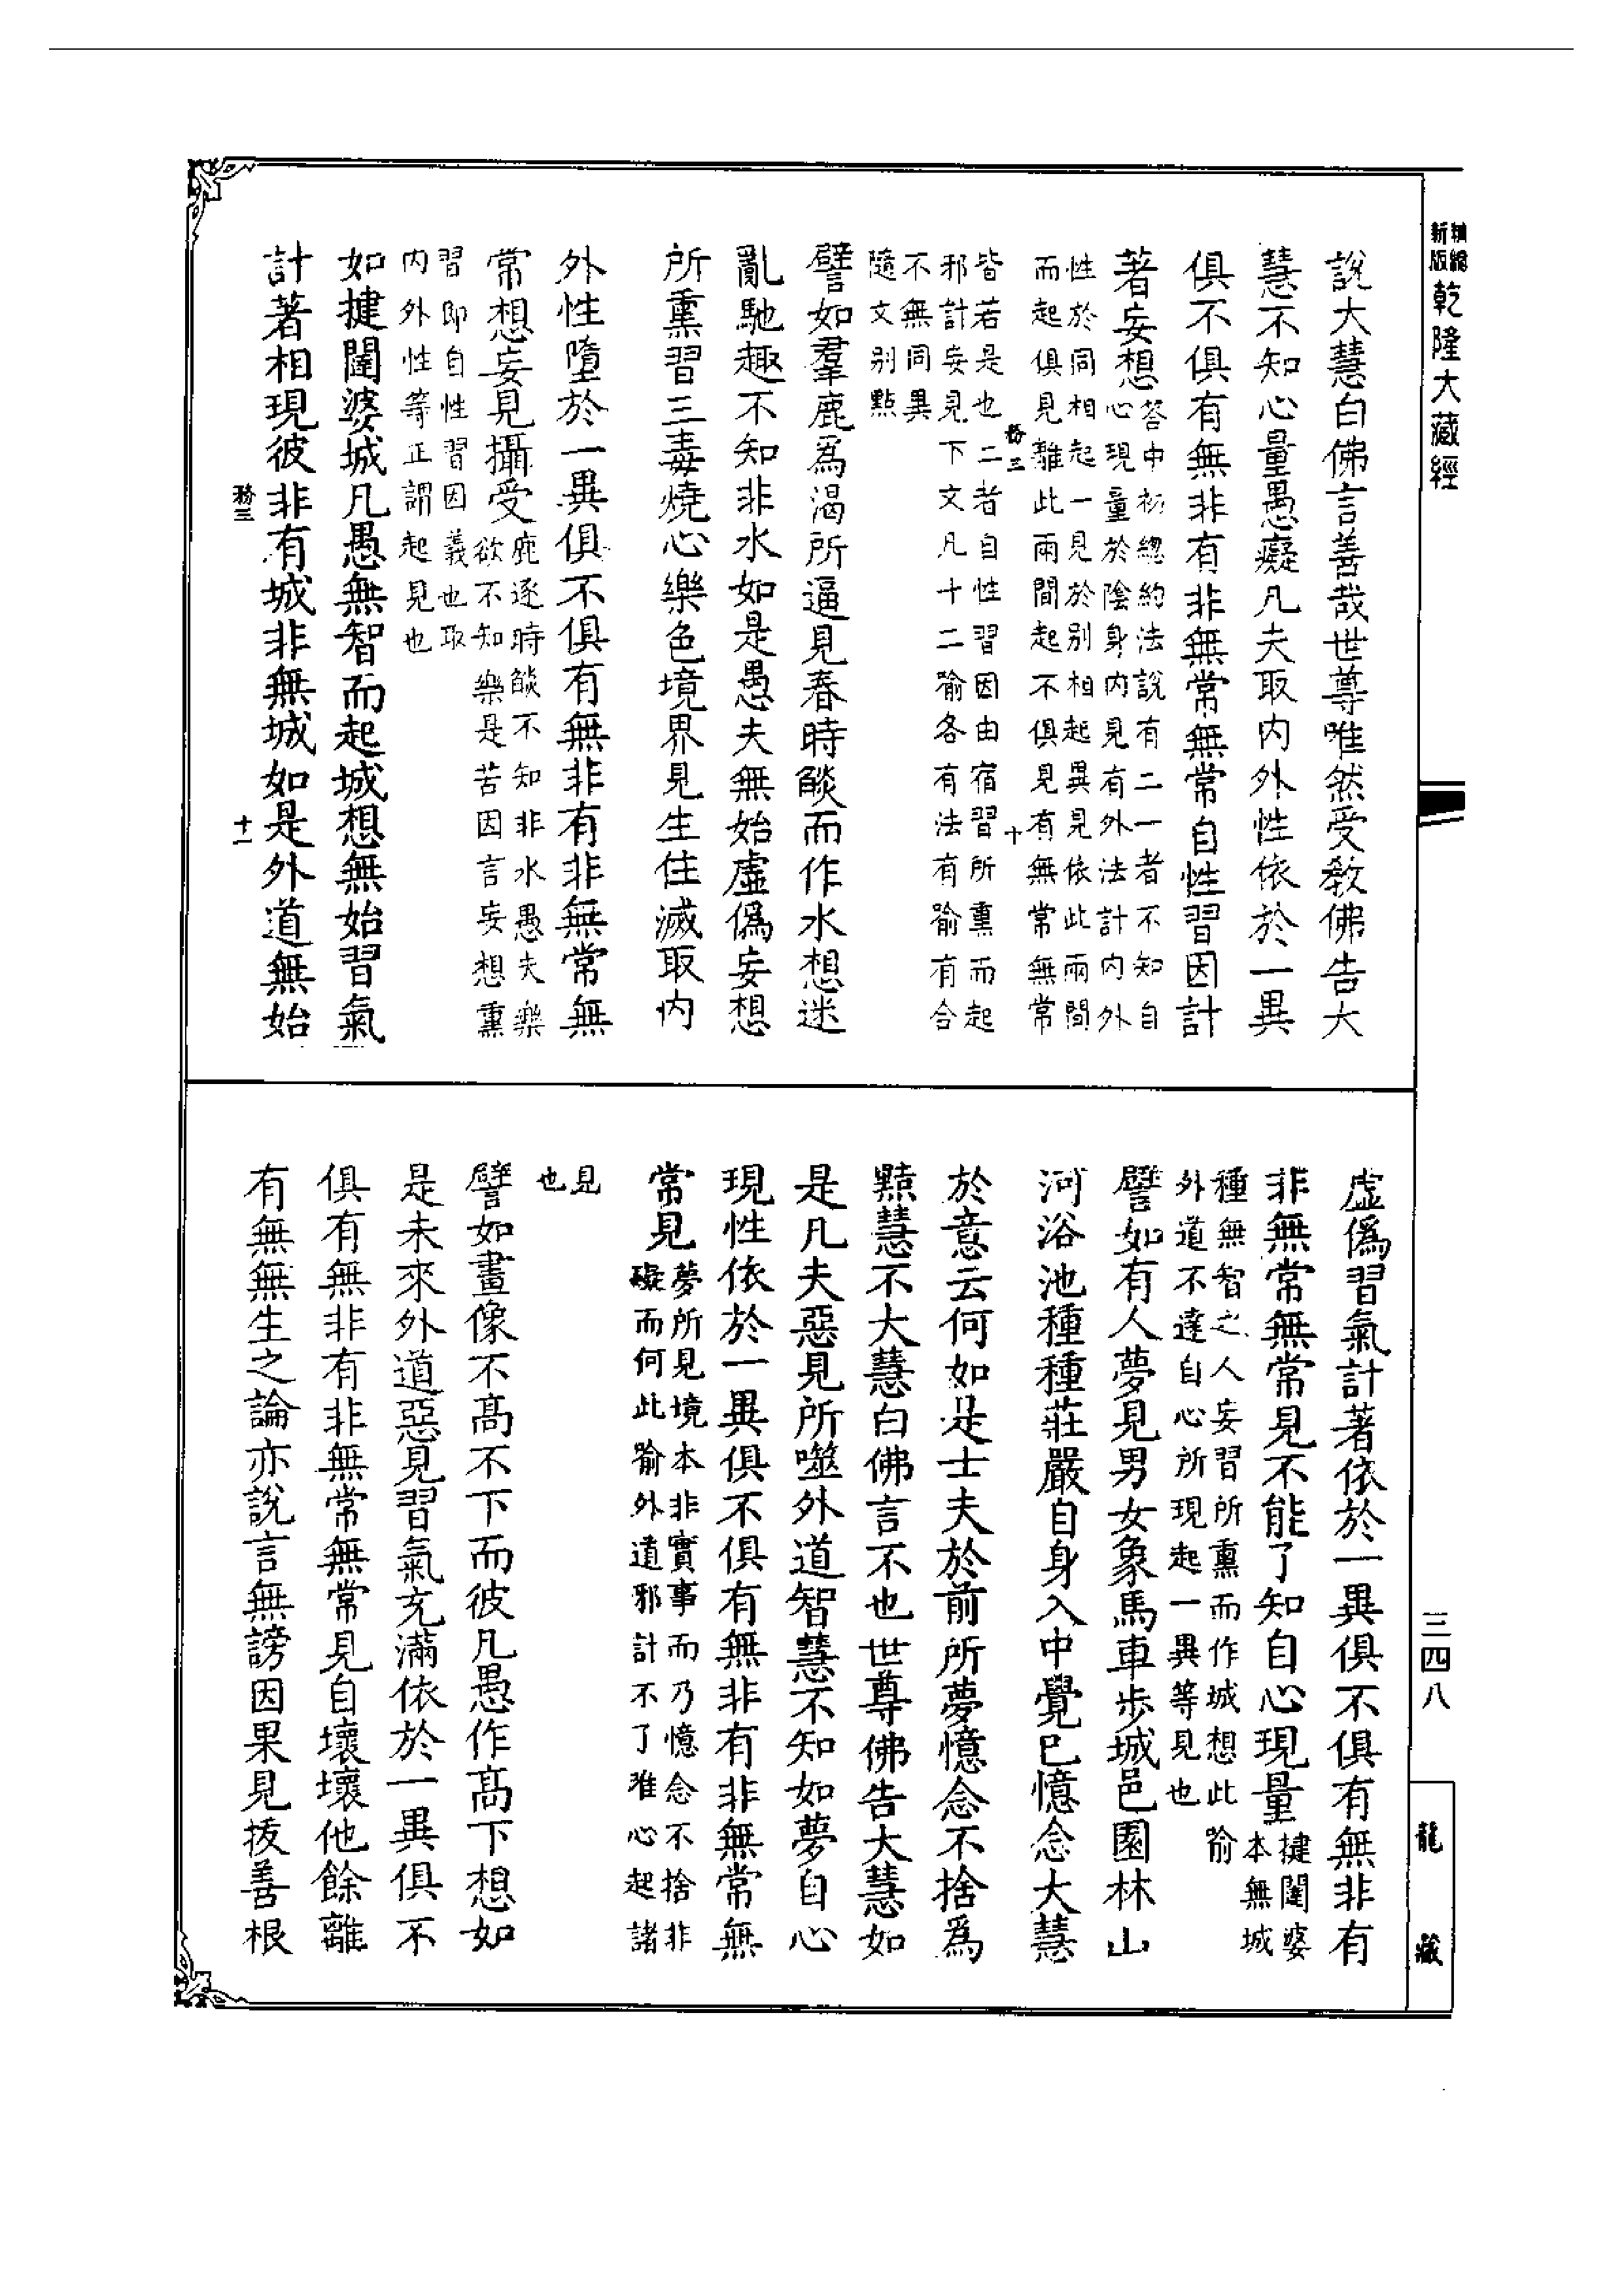 精縮
新版
乾隆大藏經
說大慧白佛言善哉世尊唯然受教佛告大
慧不知心量愚癡凡夫取內外性依於一異
俱不俱有無非有非無常無常自性習因計
著妄想
答中初總約法說有二一者不知自
心現量於陰身內見有外法計內外
性於同相起一見於別相起異見依此兩間
而起俱見離此兩間起不俱見有無常無常
務三
十
皆若是也二者自性習因由宿習所熏而起
邪計妄見下文凡十二喻各有法有喻有合
不無同異
隨文別點
譬如羣鹿爲渴所逼見春時燄而作水想迷
亂馳趣不知非水如是愚夫無始虛僞妄想
所熏習三毒燒心樂色境界見生住滅取內
外性墮於一異俱不俱有無非有非無常無
常想妄見攝受
鹿逐時燄不知非水愚夫樂
欲不知樂是苦因言妄想熏
習即自性習因義也取
內外性等正謂起見也
如揵闥婆城凡愚無智而起城想無始習氣
計著相現彼非有城非無城如是外道無始
務三
十一
虛僞習氣計著依於一異俱不俱有無非有
非無常無常見不能了知自心現量
揵闥婆
本無城
種無智之人妄習所熏而作城想此喻
外道不達自心所現起一異等見也
譬如有人夢見男女象馬車步城邑園林山
河浴池種種莊嚴自身入中覺已憶念大慧
於意云何如是士夫於前所夢憶念不捨爲
黠慧不大慧白佛言不也世尊佛告大慧如
是凡夫惡見所噬外道智慧不知如夢自心
現性依於一異俱不俱有無非有非無常無
常見
夢所見境本非實事而乃憶念不捨非
礙而何此喻外道邪計不了唯心起諸
見
也
譬如畫像不高不下而彼凡愚作高下想如
是未來外道惡見習氣充滿依於一異俱不
俱有無非有非無常無常見自壞壞他餘離
有無無生之論亦說言無謗因果見拔善根
三四八
龍藏